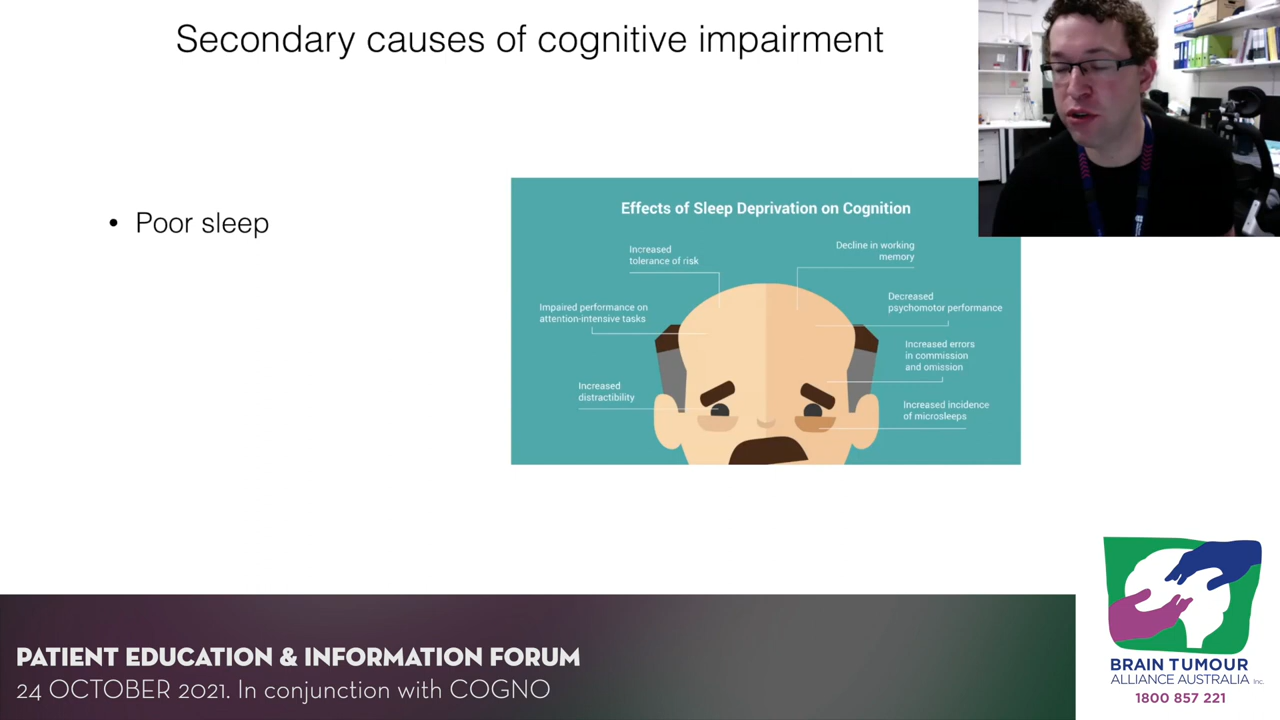 Secondary causes of cognitive impairment
• Poor sleep
Effects of Sleep Deprivation on Cognition
Increased
tolerance of risk
Decline in working
memory
Impaired performance on
attention-intensive tasks
Decreased
psychomotor performance
Increased errors
in commission
and omission
Increased
distractibility
Increased incidence
of microsleeps
PATIENT EDUCATION & INFORMATION FORUM
24 OCTOBER 2021. In conjunction with COGNO
BRAIN TUMOUR
ALLIANCE AUSTRALIA Inc.
1800 857 221